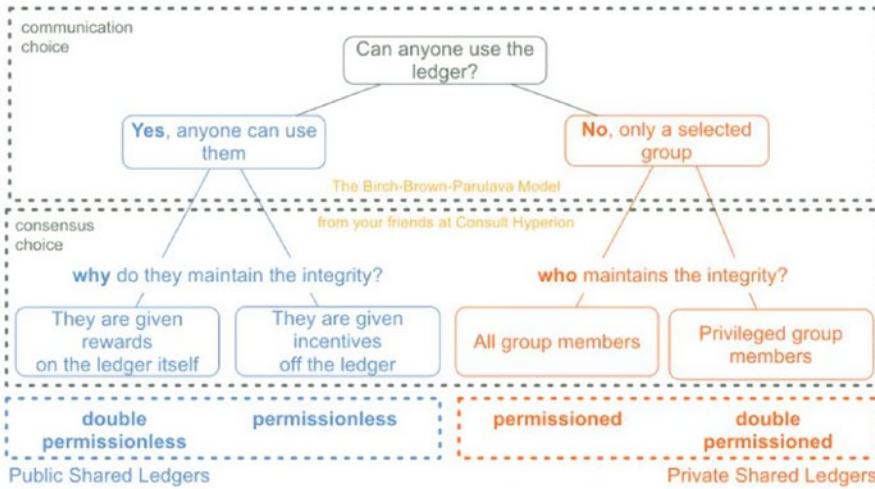 communication
choice
Can anyone use the
ledger?
Yes, anyone can use
them
No, only a selected
group
The Birch-Brown-Parulava Model
from your friends at Consult Hyperion
consensus
choice
why do they maintain the integrity?
who maintains the integrity?
They are given
rewards
on the ledger itself
They are given
incentives
off the ledger
All group members
Privileged group
members
double
permissionless
permissionless
permissioned
double
permissioned
Public Shared Ledgers
Private Shared Ledgers